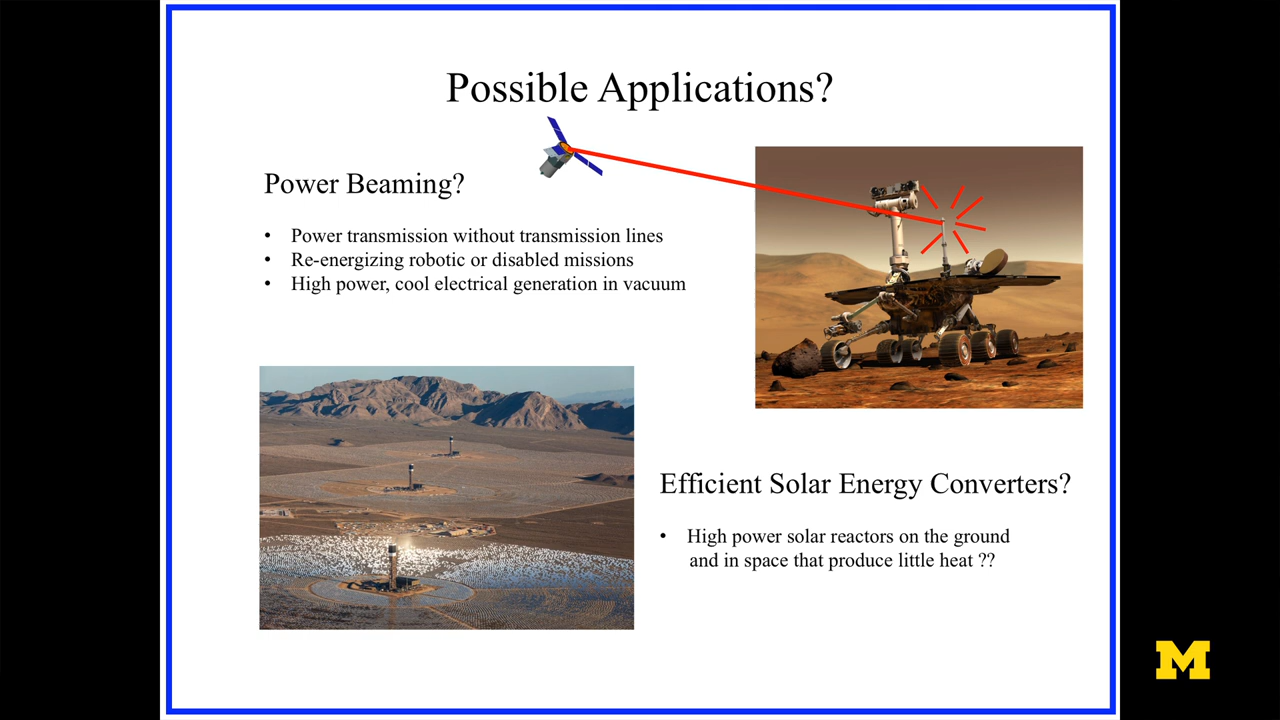 Possible Applications?
Power Beaming?
• Power transmission without transmission lines
• Re-energizing robotic or disabled missions
• High power, cool electrical generation in vacuum
Efficient Solar Energy Converters?
• High power solar reactors on the ground
and in space that produce little heat ??
M